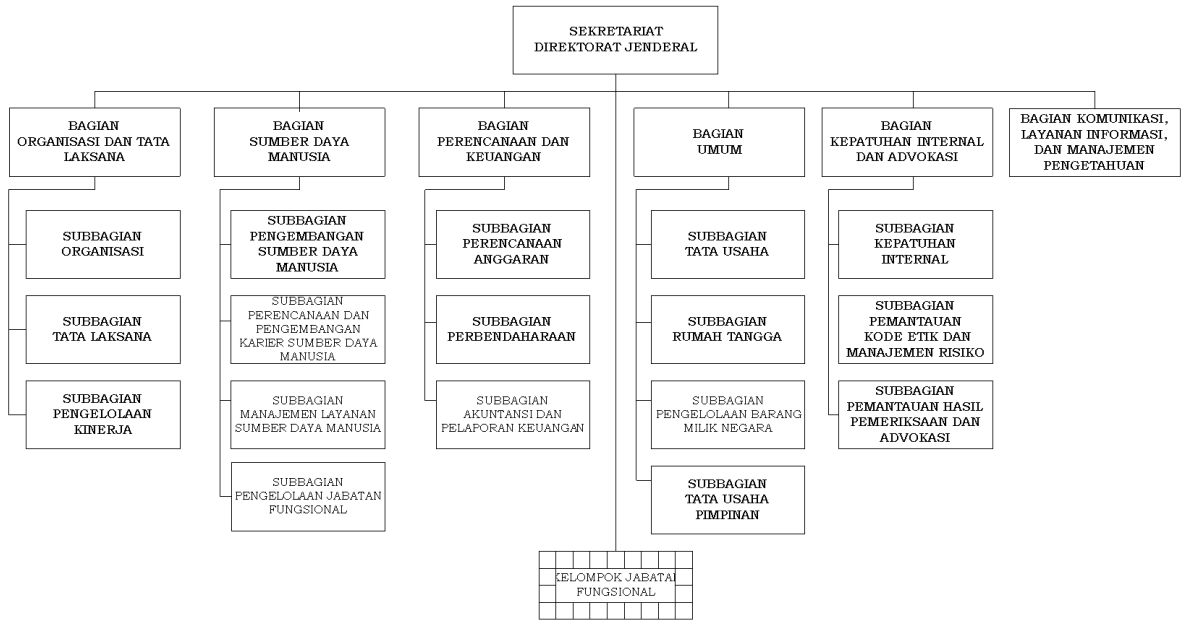 SEKRETARIAT
DIREKTORAT JENDERAL
BAGIAN
ORGANISASI DAN TATA
LAKSANA
BAGIAN
SUMBER DAYA
MANUSIA
BAGIAN
PERENCANAAN DAN
KEUANGAN
BAGIAN
UMUM
BAGIAN
KEPATUHAN INTERNAL
DAN ADVOKASI
BAGIAN KOMUNIKASI,
LAYANAN INFORMASI,
DAN MANAJEMEN
PENGETAHUAN
SUBBAGIAN
ORGANISASI
SUBBAGIAN
TATA LAKSANA
SUBBAGIAN
PENGELOLAAN
KINERJA
SUBBAGIAN
PENGEMBANGAN
SUMBER DAYA
MANUSIA
SUBBAGIAN
PERENCANAAN DAN
PENGEMBANGAN
KARIER SUMBER DAYA
MANUSIA
SUBBAGIAN
MANAJEMEN LAYANAN
SUMBER DAYA MANUSIA
SUBBAGIAN
PENGELOLAAN JABATAN
FUNGSIONAL
SUBBAGIAN
PERENCANAAN
ANGGARAN
SUBBAGIAN
PERBENDAHARAAN
SUBBAGIAN
AKUNTANSI DAN
PELAPORAN KEUANGAN
SUBBAGIAN
TATA USAHA
SUBBAGIAN
RUMAH TANGGA
SUBBAGIAN
PENGELOLAAN BARANG
MILIK NEGARA
SUBBAGIAN
TATA USAHA
PIMPINAN
SUBBAGIAN
KEPATUHAN
INTERNAL
SUBBAGIAN
PEMANTAUAN
KODE ETIK DAN
MANAJEMEN RISIKO
SUBBAGIAN
PEMANTAUAN HASIL
PEMERIKSAAN DAN
ADVOKASI
KELOMPOK JABATAN
FUNGSIONAL